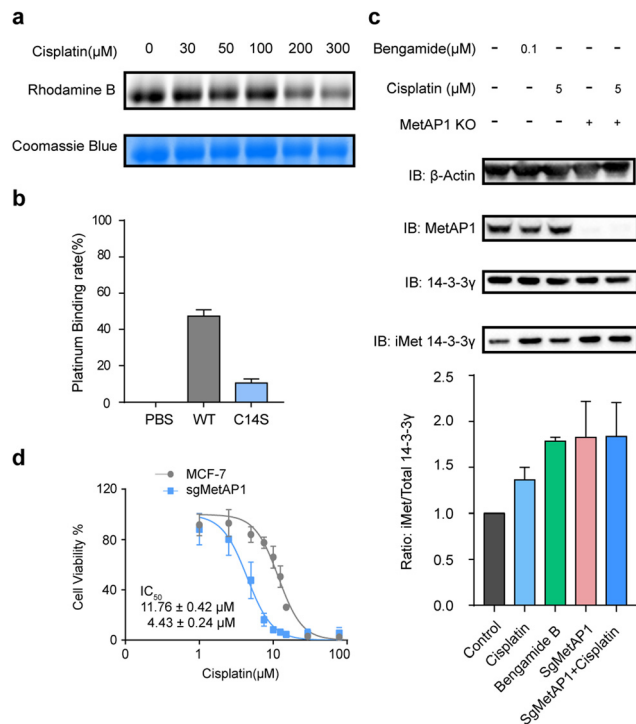 a
Cisplatin(μM) 0 30 50 100 200 300
Rhodamine B
Coomassie Blue
b
Platinum Binding rate(%)
100
80
60
40
20
0
PBS WT C14S
c
Bengamide(μM) - 0.1 - - -
Cisplatin (μM) - - 5 - 5
MetAP1 KO - - - + +
IB: β-Actin
IB: MetAP1
IB: 14-3-3γ
IB: iMet 14-3-3γ
Ratio: iMet/Total 14-3-3γ
2.5
2.0
1.5
1.0
0.5
0.0
Control
Cisplatin
Bengamide B
SgMetAP1
SgMetAP1+Cisplatin
d
MCF-7
sgMetAP1
Cell Viability %
120
80
40
0
IC50
11.76 ± 0.42 μM
4.43 ± 0.24 μM
1 10 100
Cisplatin(μM)